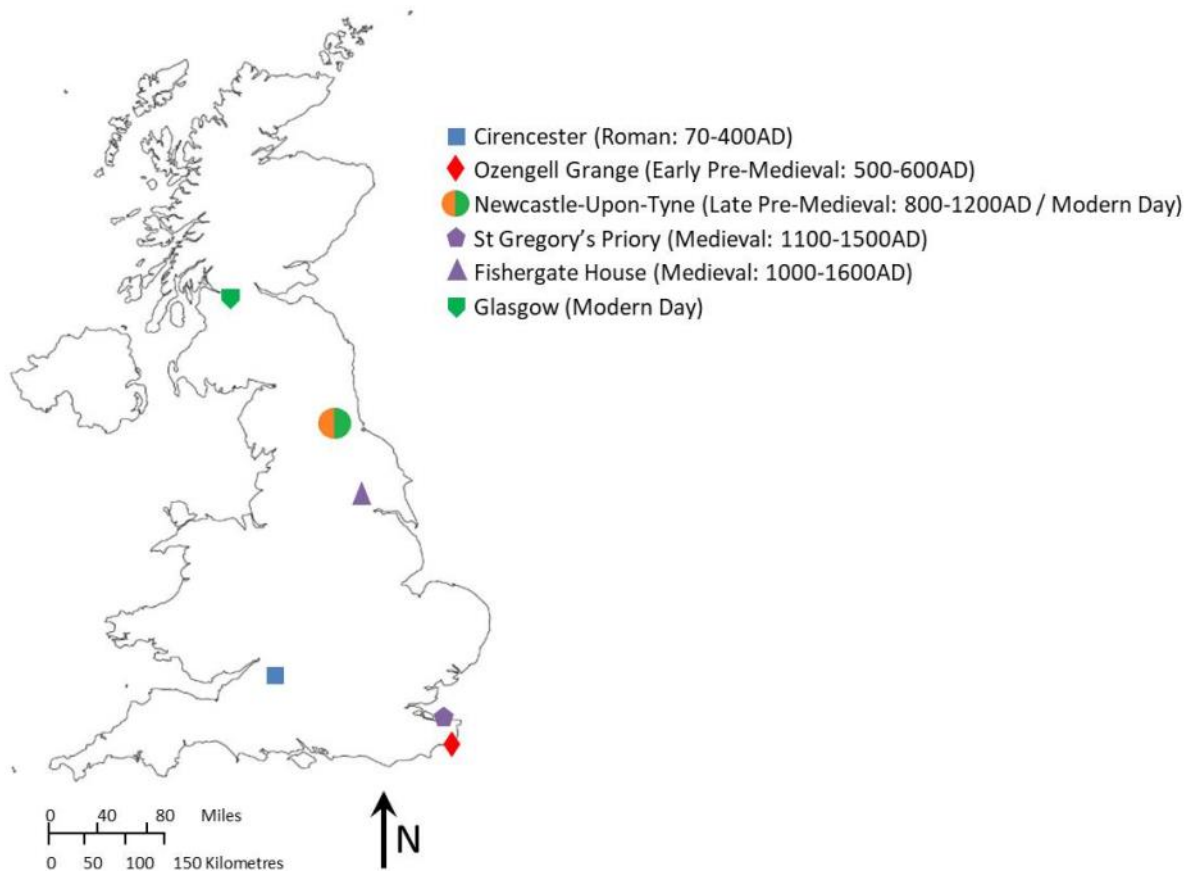 Cirencester (Roman: 70-400AD)
Ozengell Grange (Early Pre-Medieval: 500-600AD)
Newcastle-Upon-Tyne (Late Pre-Medieval: 800-1200AD / Modern Day)
St Gregory's Priory (Medieval: 1100-1500AD)
Fishergate House (Medieval: 1000-1600AD)
Glasgow (Modern Day)
0 40 80 Miles
0 50 100 150 Kilometres
N